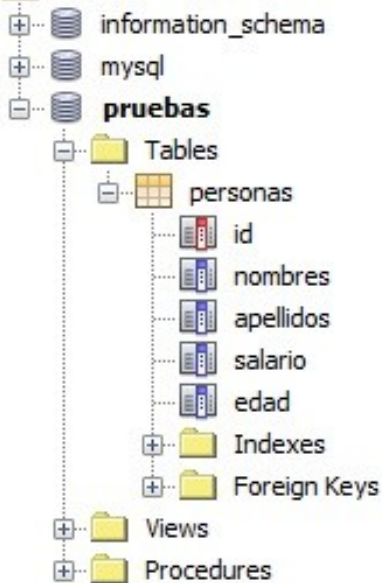 information_schema
mysql
pruebas
Tables
personas
id
nombres
apellidos
salario
edad
Indexes
Foreign Keys
Views
Procedures